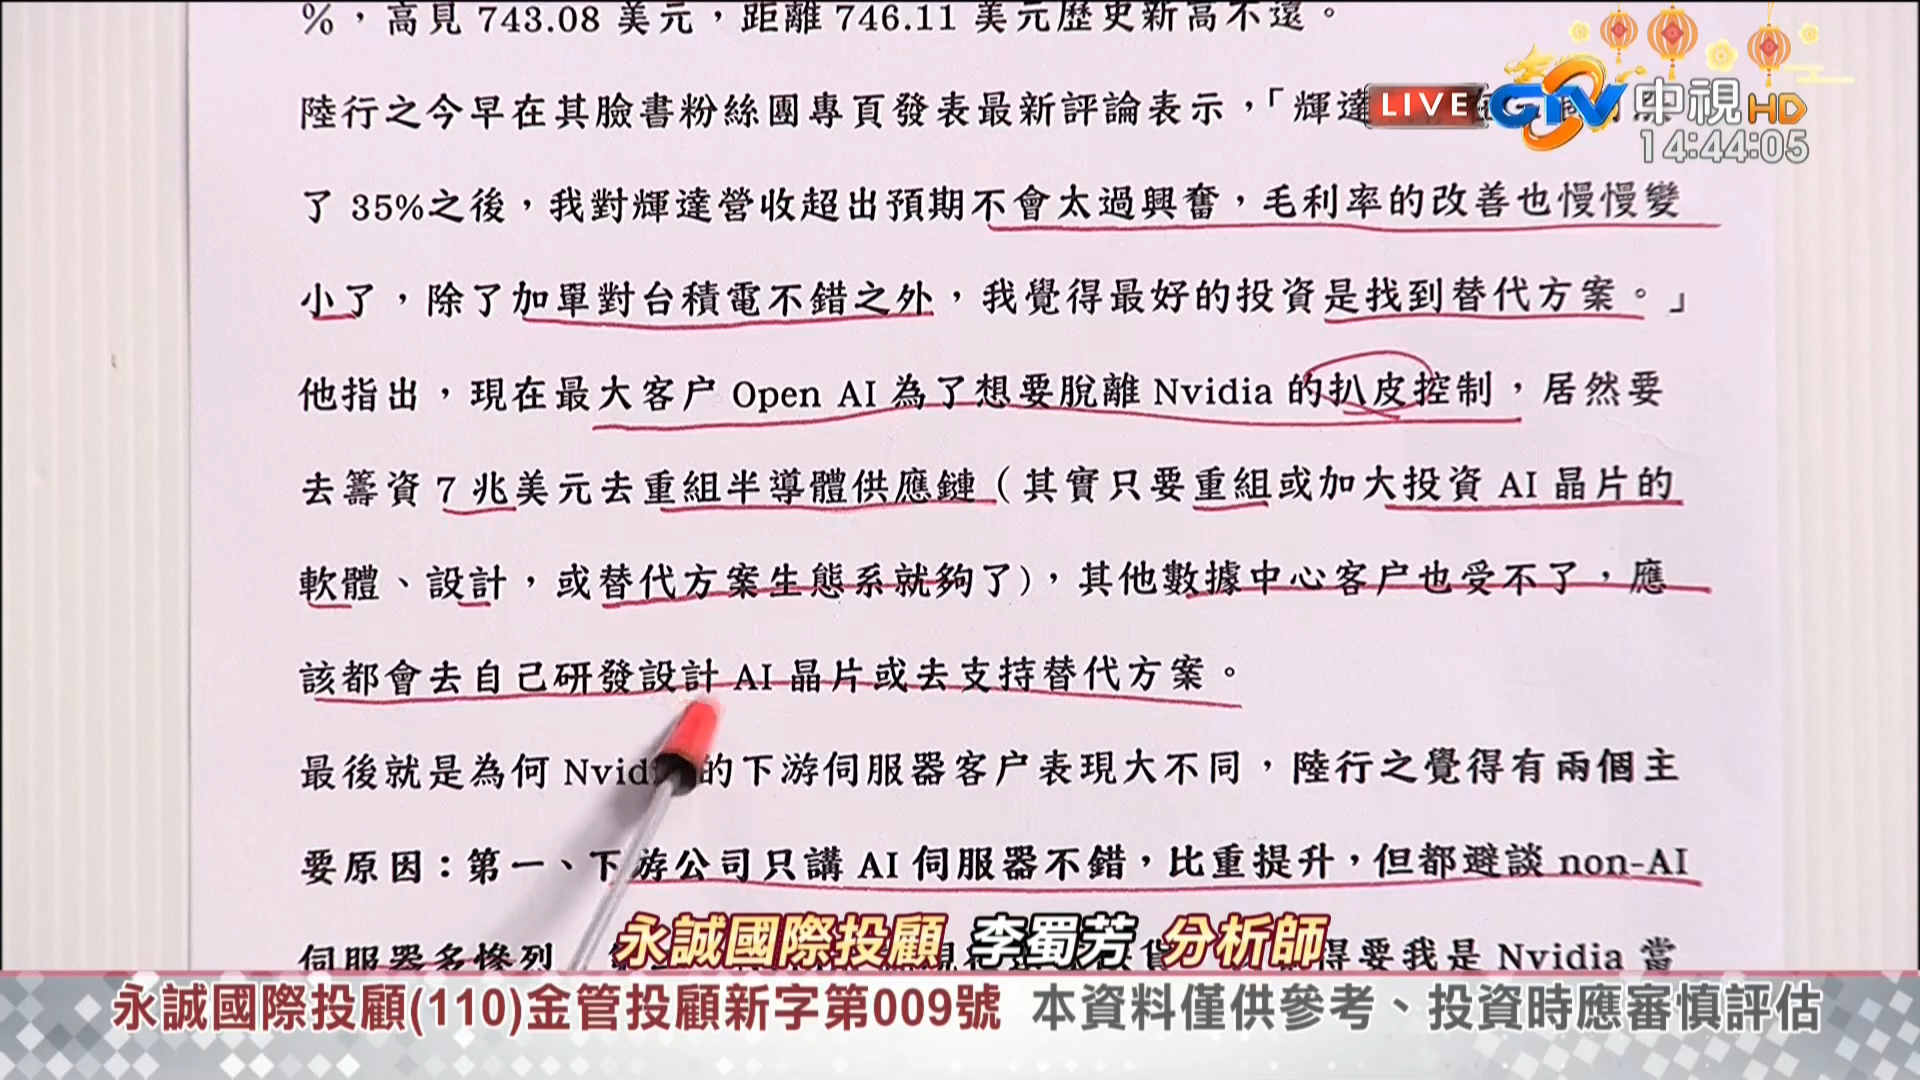 ％，高見 743.08 美元，距離 746.11 美元歷史新高不遠。
陸行之今早在其臉書粉絲團專頁發表最新評論表示，「輝達
LIVE
CTV 中視 HD
14:44:05
了 35%之後，我對輝達營收超出預期不會太過興奮，毛利率的改善也慢慢變
小了，除了加單對台積電不錯之外，我覺得最好的投資是找到替代方案。」
他指出，現在最大客戶 Open AI 為了想要脫離 Nvidia 的扒皮控制，居然要
去籌資 7 兆美元去重組半導體供應鏈（其實只要重組或加大投資 AI 晶片的
軟體、設計，或替代方案生態系就夠了），其他數據中心客戶也受不了，應
該都會去自己研發設計 AI 晶片或去支持替代方案。
最後就是為何 Nvid 的下游伺服器客戶表現大不同，陸行之覺得有兩個主
要原因：第一、下游公司只講 AI 伺服器不錯，比重提升，但都避談 non-AI
伺服器多慘烈 得要我是 Nvidia 當
永誠國際投顧 李蜀芳 分析師
永誠國際投顧(110)金管投顧新字第009號 本資料僅供參考、投資時應審慎評估